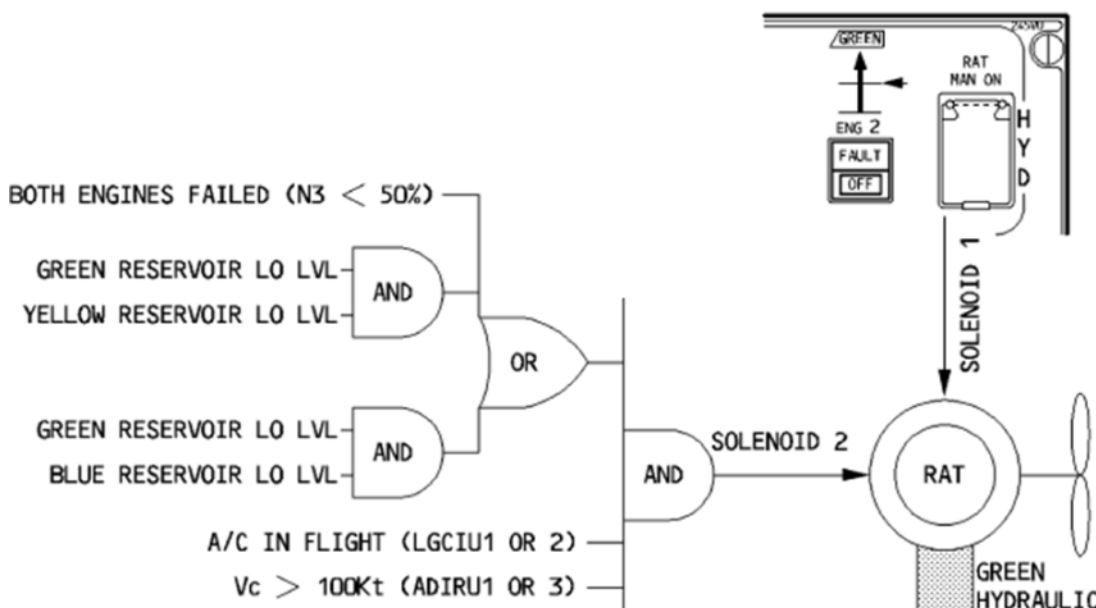 245VU
GREEN
RAT
MAN ON
HYD
ENG 2
FAULT
OFF
BOTH ENGINES FAILED (N3 < 50%)
GREEN RESERVOIR LO LVL
YELLOW RESERVOIR LO LVL
AND
OR
GREEN RESERVOIR LO LVL
BLUE RESERVOIR LO LVL
AND
SOLENOID 1
SOLENOID 2
AND
RAT
A/C IN FLIGHT (LGCIU1 OR 2)
Vc > 100Kt (ADIRU1 OR 3)
GREEN
HYDRAULIC